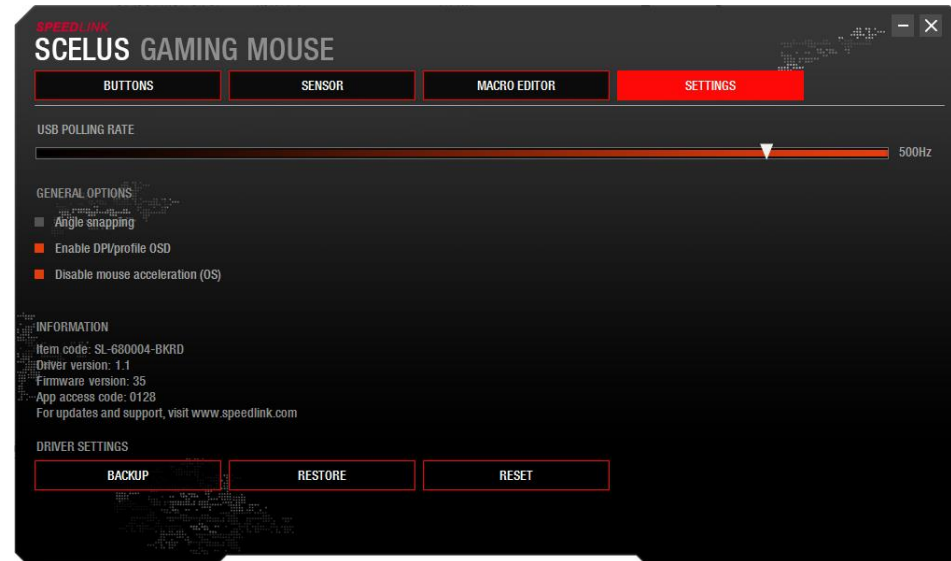 SPEEDLINK
SCELUS GAMING MOUSE
BUTTONS SENSOR MACRO EDITOR SETTINGS
USB POLLING RATE
500Hz
GENERAL OPTIONS
Angle snapping
Enable DPI/profile OSD
Disable mouse acceleration (OS)
INFORMATION
Item code: SL-680004-BKRD
Driver version: 1.1
Firmware version: 35
App access code: 0128
For updates and support, visit www.speedlink.com
DRIVER SETTINGS
BACKUP RESTORE RESET